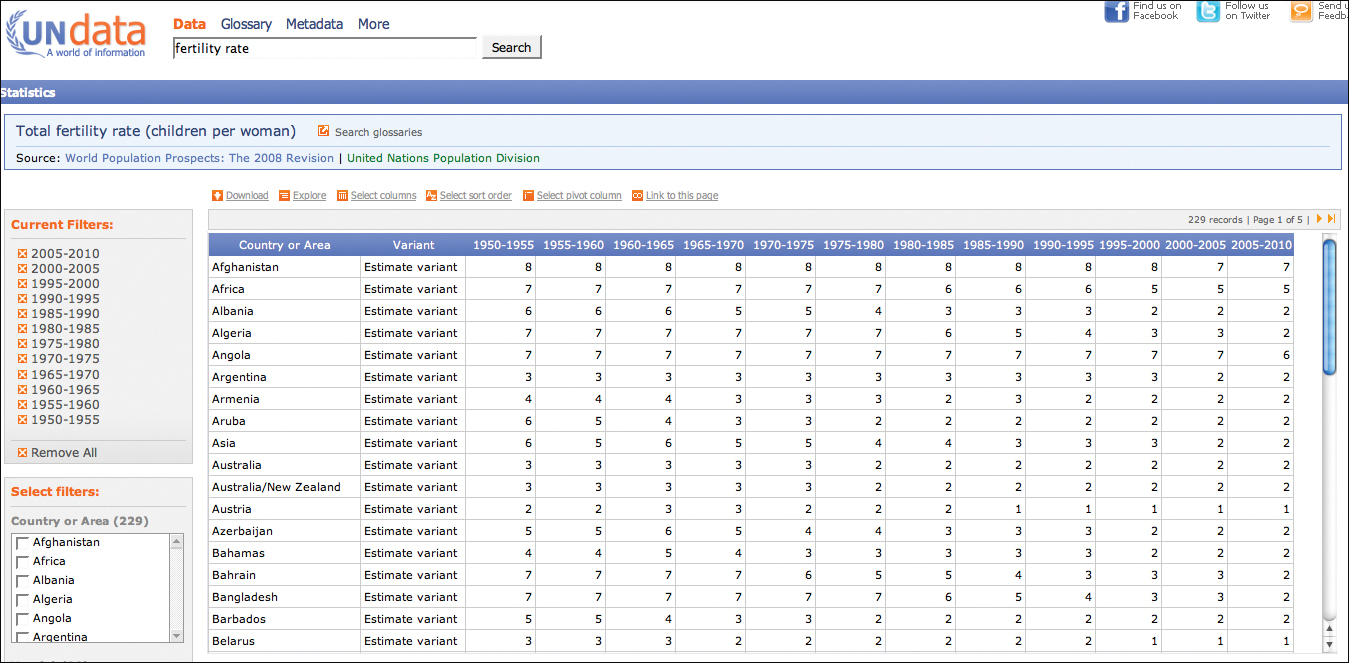 UNdata
A world of information
Data Glossary Metadata More
fertility rate Search
Find us on Facebook
Follow us on Twitter
Send
Statistics
Total fertility rate (children per woman) Search glossaries
Source: World Population Prospects: The 2008 Revision | United Nations Population Division
Download Explore Select columns Select sort order Select pivot column Link to this page
Current Filters:
2005-2010
2000-2005
1995-2000
1990-1995
1985-1990
1980-1985
1975-1980
1970-1975
1965-1970
1960-1965
1955-1960
1950-1955
Remove All
Select filters:
Country or Area (229)
Afghanistan
Africa
Albania
Algeria
Angola
Argentina
229 records | Page 1 of 5 |
Country or Area Variant 1950-1955 1955-1960 1960-1965 1965-1970 1970-1975 1975-1980 1980-1985 1985-1990 1990-1995 1995-2000 2000-2005 2005-2010
Afghanistan Estimate variant 8 8 8 8 8 8 8 8 8 8 7 7
Africa Estimate variant 7 7 7 7 7 7 6 6 6 5 5 5
Albania Estimate variant 6 6 6 5 5 4 3 3 3 2 2 2
Algeria Estimate variant 7 7 7 7 7 7 6 5 4 3 3 2
Angola Estimate variant 7 7 7 7 7 7 7 7 7 7 7 6
Argentina Estimate variant 3 3 3 3 3 3 3 3 3 3 2 2
Armenia Estimate variant 4 4 4 3 3 3 2 3 2 2 2 2
Aruba Estimate variant 6 5 4 3 3 2 2 2 2 2 2 2
Asia Estimate variant 6 5 6 5 5 4 4 3 3 3 2 2
Australia Estimate variant 3 3 3 3 3 2 2 2 2 2 2 2
Australia/New Zealand Estimate variant 3 3 3 3 3 2 2 2 2 2 2 2
Austria Estimate variant 2 2 3 3 2 2 2 1 1 1 1 1
Azerbaijan Estimate variant 5 5 6 5 4 4 3 3 3 2 2 2
Bahamas Estimate variant 4 4 5 4 3 3 3 3 3 2 2 2
Bahrain Estimate variant 7 7 7 7 6 5 5 4 3 3 3 2
Bangladesh Estimate variant 7 7 7 7 7 7 6 5 4 3 3 2
Barbados Estimate variant 5 5 4 3 3 2 2 2 2 2 2 2
Belarus Estimate variant 3 3 3 2 2 2 2 2 2 1 1 1